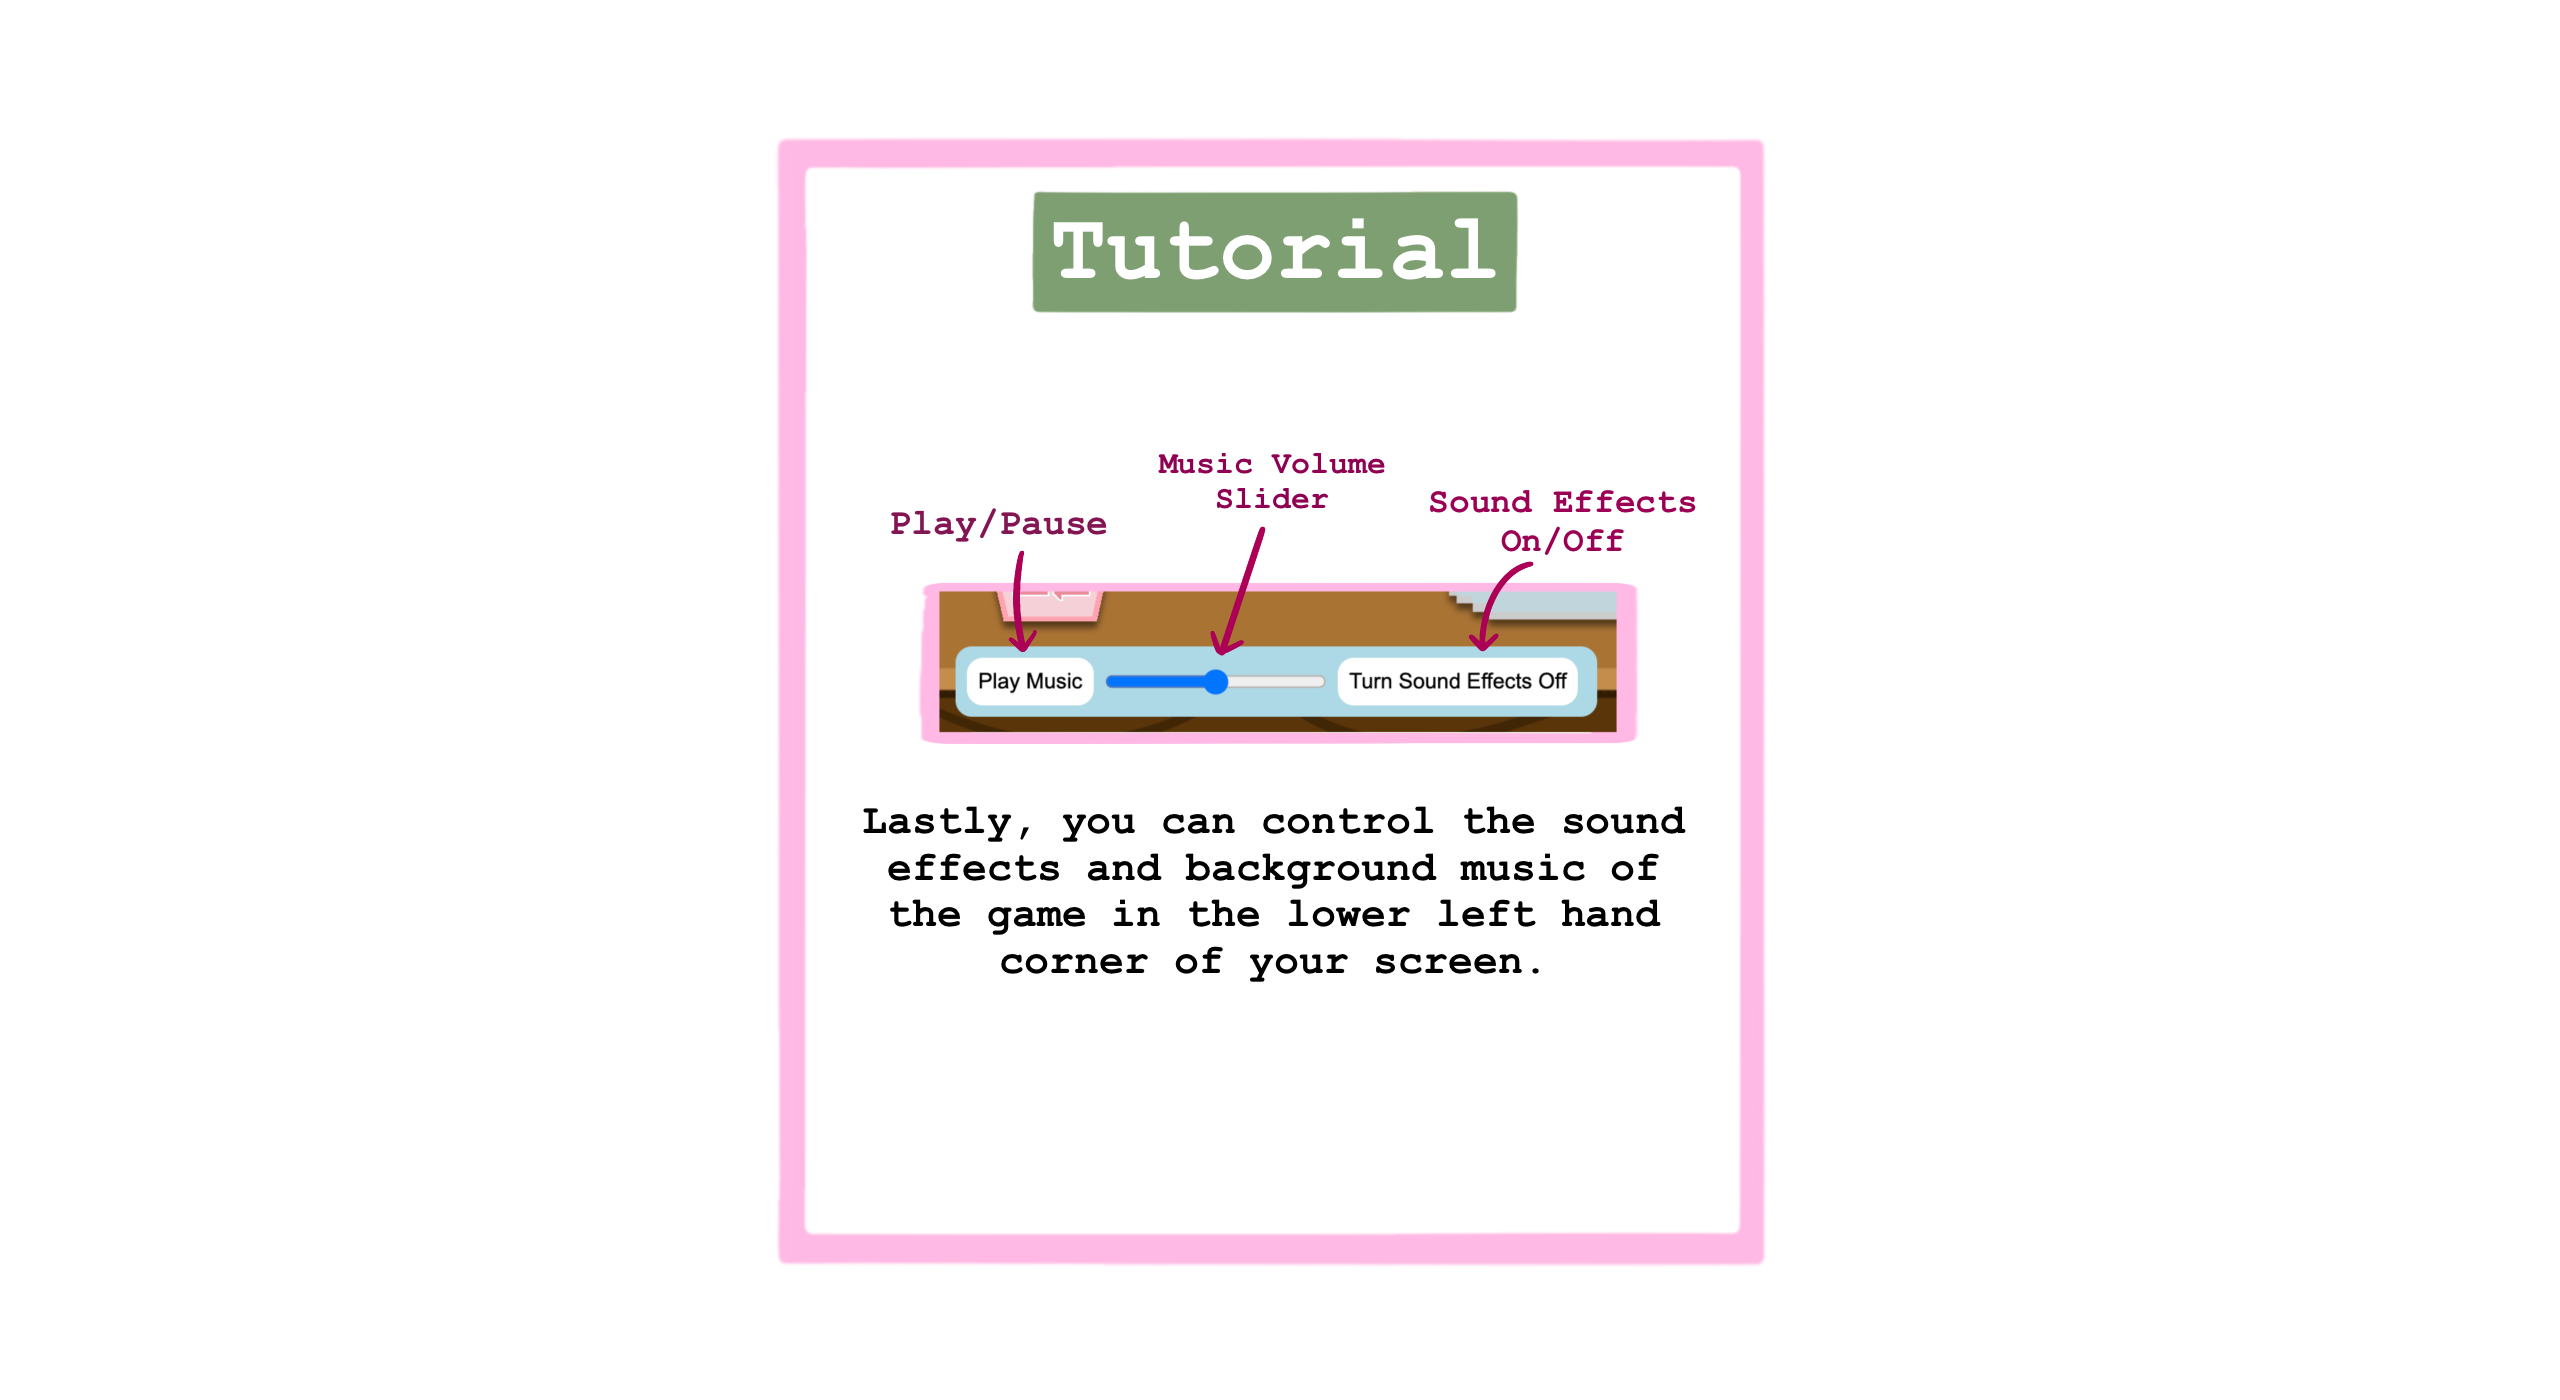 Tutorial
Music Volume
Slider
Play/Pause
Sound Effects
On/Off
Play Music
Turn Sound Effects Off
Lastly, you can control the sound
effects and background music of
the game in the lower left hand
corner of your screen.